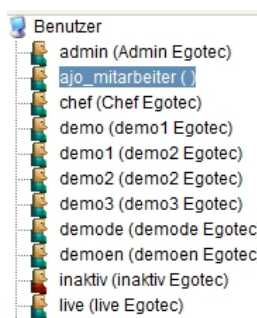 Benutzer
admin (Admin Egotec)
ajo_mitarbeiter ( )
chef (Chef Egotec)
demo (demo1 Egotec)
demo1 (demo2 Egotec)
demo2 (demo2 Egotec)
demo3 (demo3 Egotec)
demode (demode Egotec
demoen (demoen Egotec
inaktiv (inaktiv Egotec)
live (live Egotec)